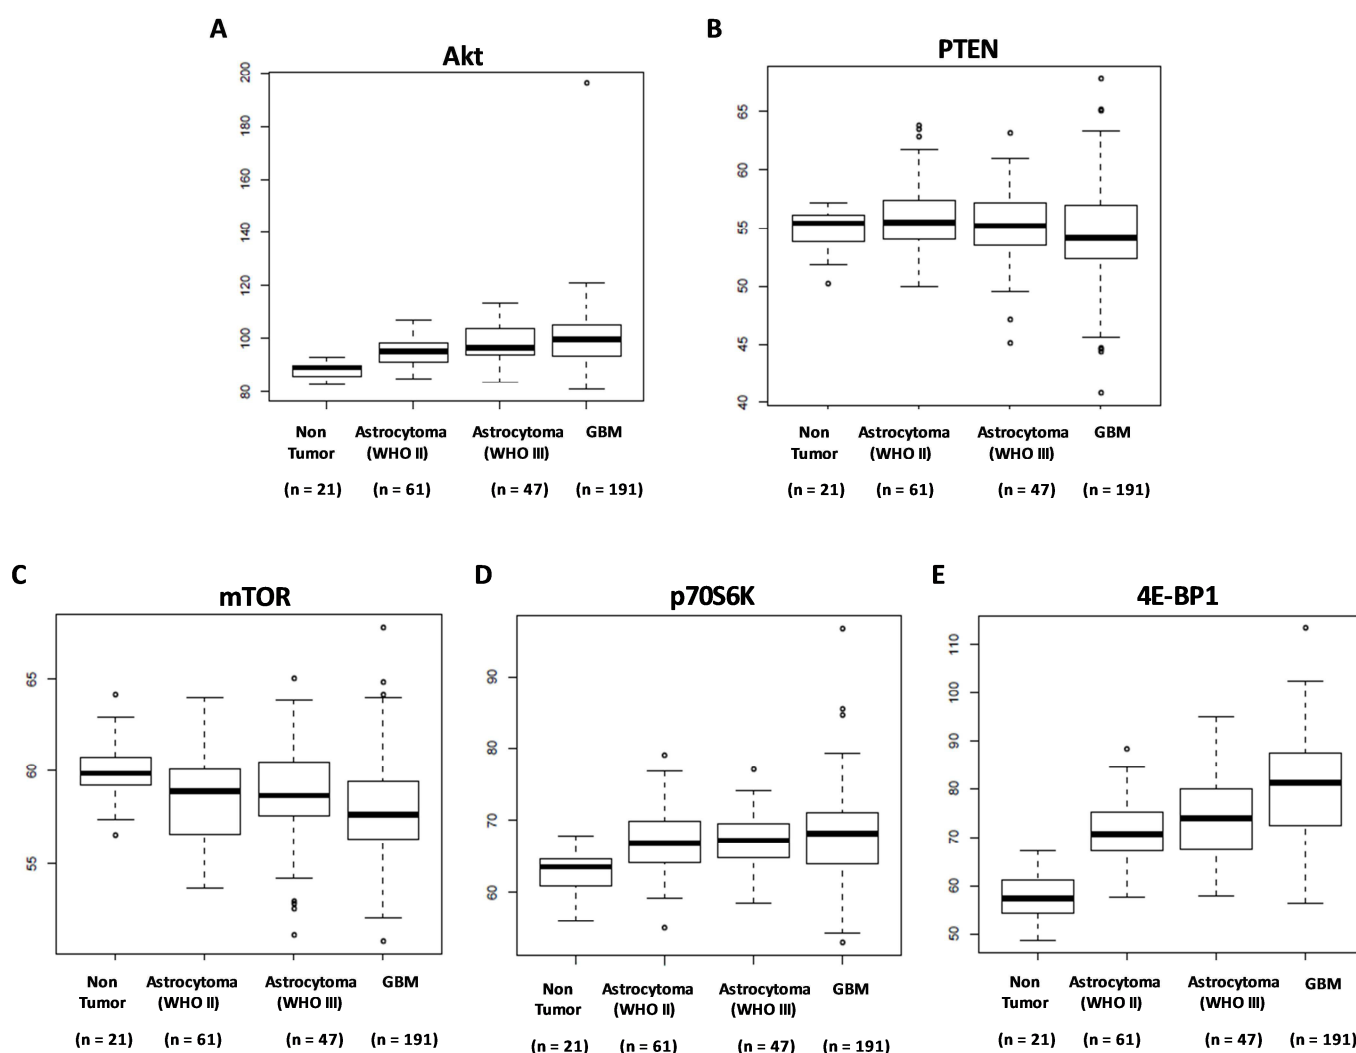 A
Akt
200
180
160
140
120
100
80
Non Astrocytoma Astrocytoma GBM
Tumor (WHO II) (WHO III)
(n = 21) (n = 61) (n = 47) (n = 191)
B
PTEN
65
60
55
50
45
40
Non Astrocytoma Astrocytoma GBM
Tumor (WHO II) (WHO III)
(n = 21) (n = 61) (n = 47) (n = 191)
C
mTOR
65
60
55
Non Astrocytoma Astrocytoma GBM
Tumor (WHO II) (WHO III)
(n = 21) (n = 61) (n = 47) (n = 191)
D
p70S6K
90
80
70
60
Non Astrocytoma Astrocytoma GBM
Tumor (WHO II) (WHO III)
(n = 21) (n = 61) (n = 47) (n = 191)
E
4E-BP1
110
100
90
80
70
60
50
Non Astrocytoma Astrocytoma GBM
Tumor (WHO II) (WHO III)
(n = 21) (n = 61) (n = 47) (n = 191)